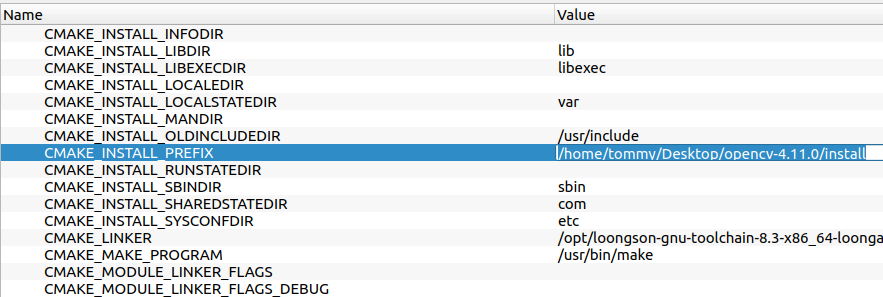 Name Value
CMAKE_INSTALL_INFODIR
CMAKE_INSTALL_LIBDIR lib
CMAKE_INSTALL_LIBEXECDIR libexec
CMAKE_INSTALL_LOCALEDIR
CMAKE_INSTALL_LOCALSTATEDIR var
CMAKE_INSTALL_MANDIR
CMAKE_INSTALL_OLDINCLUDEDIR /usr/include
CMAKE_INSTALL_PREFIX /home/tommy/Desktop/opencv-4.11.0/install
CMAKE_INSTALL_RUNSTATEDIR
CMAKE_INSTALL_SBINDIR sbin
CMAKE_INSTALL_SHAREDSTATEDIR com
CMAKE_INSTALL_SYSCONFDIR etc
CMAKE_LINKER /opt/loongson-gnu-toolchain-8.3-x86_64-loonga
CMAKE_MAKE_PROGRAM /usr/bin/make
CMAKE_MODULE_LINKER_FLAGS
CMAKE_MODULE_LINKER_FLAGS_DEBUG